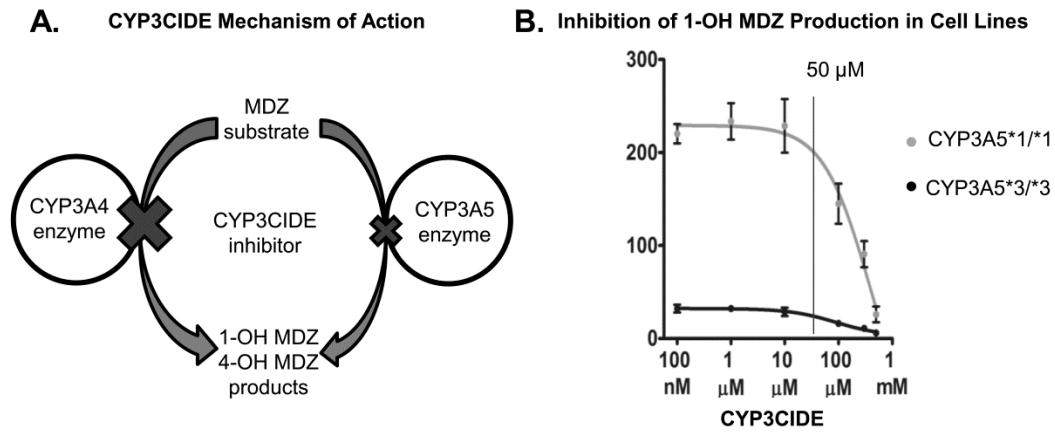 A. CYP3CIDE Mechanism of Action
MDZ
substrate
CYP3A4
enzyme
CYP3CIDE
inhibitor
CYP3A5
enzyme
1-OH MDZ
4-OH MDZ
products
B. Inhibition of 1-OH MDZ Production in Cell Lines
50 µM
300
200
100
0
100 1 10 100 1
nM µM µM µM mM
CYP3CIDE
CYP3A5*1/*1
CYP3A5*3/*3